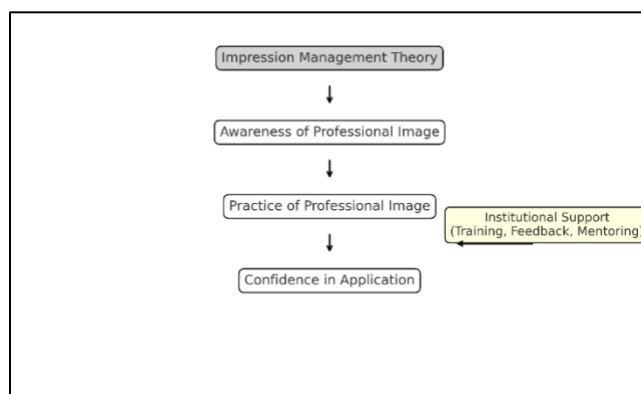 Impression Management Theory
Awareness of Professional Image
Practice of Professional Image
Institutional Support
(Training, Feedback, Mentoring)
Confidence in Application